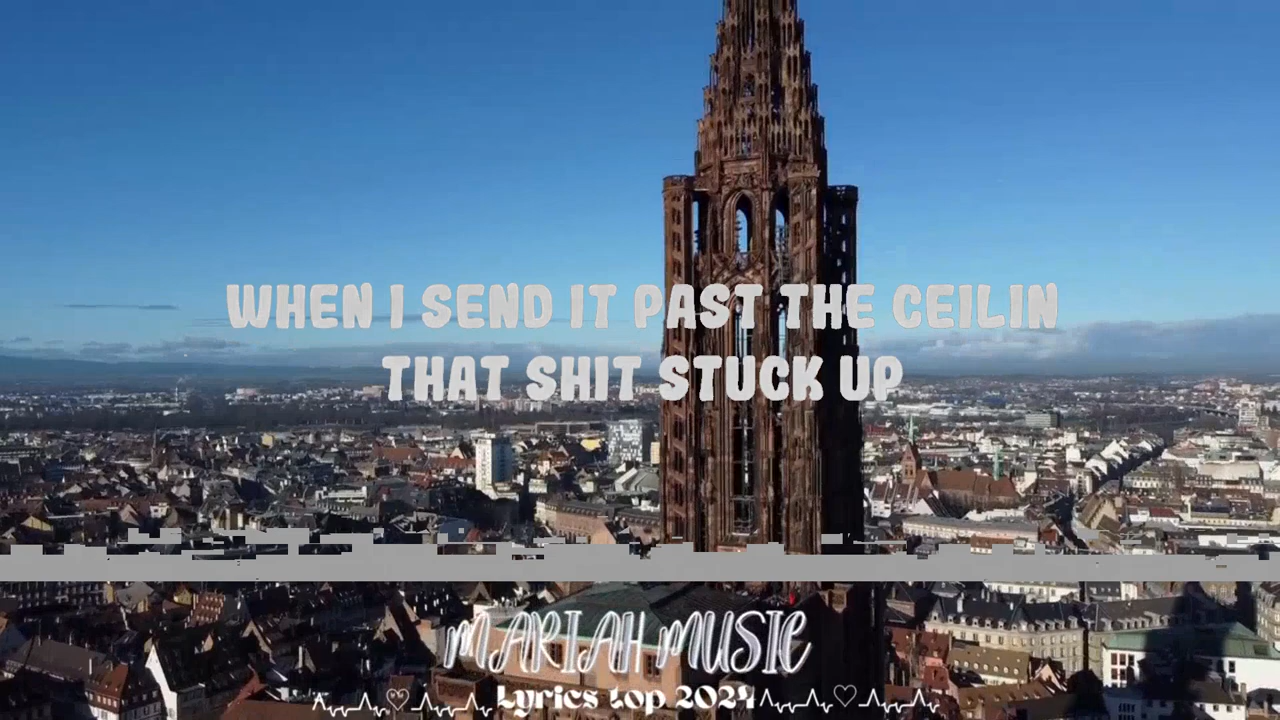 WHEN I SEND IT PAST THE CEILIN
THAT SHIT STUCK UP
MARIAH MUSIC
Lyrics top 2024